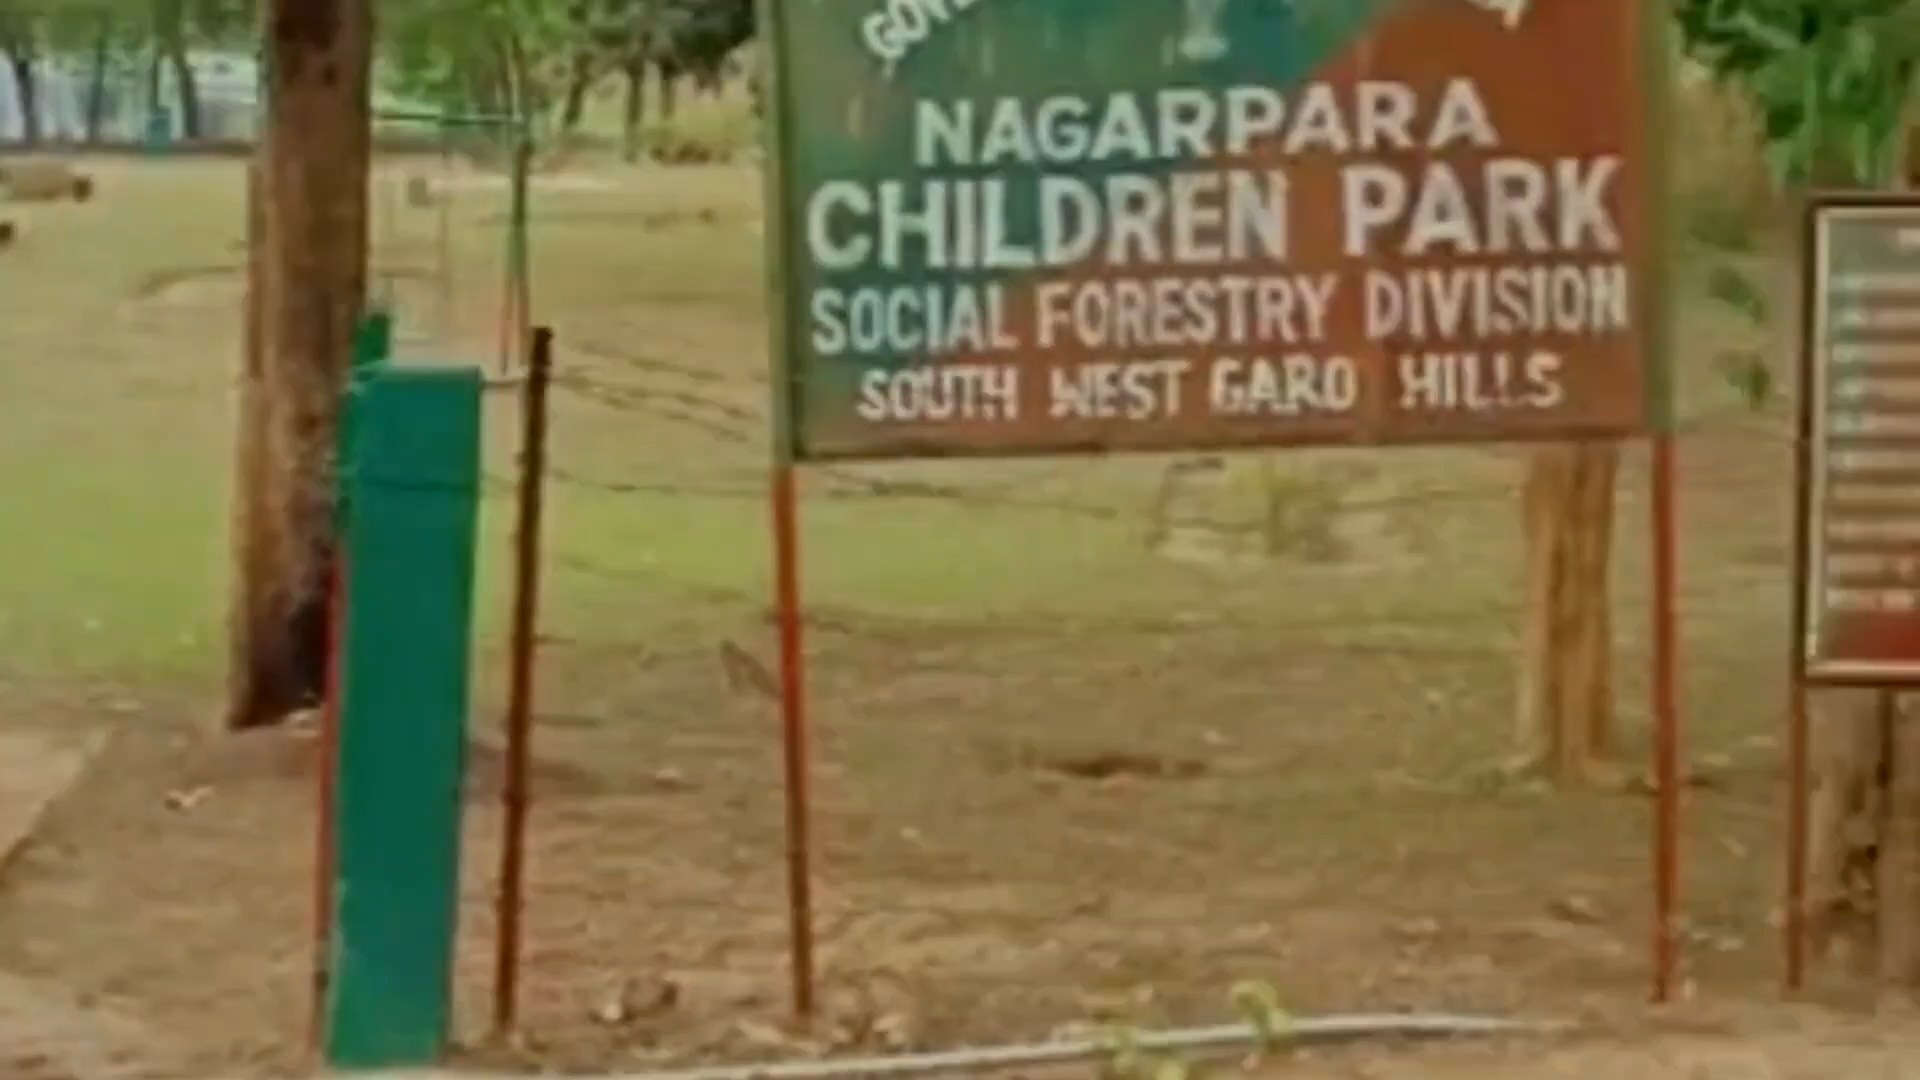 NAGARPARA
CHILDREN PARK
SOCIAL FORESTRY DIVISION
SOUTH WEST GARO HILLS